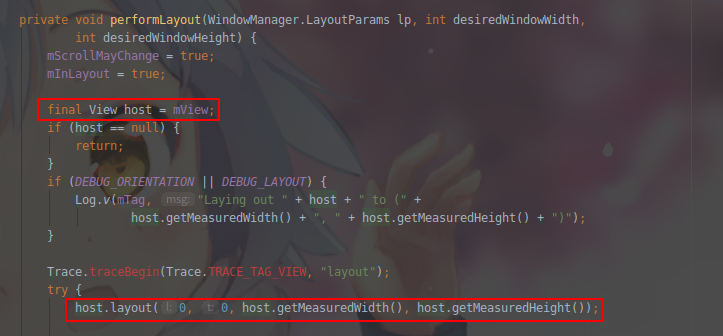 private void performLayout(WindowManager.LayoutParams lp, int desiredWindowWidth,
int desiredWindowHeight) {
mScrollMayChange = true;
mInLayout = true;
final View host = mView;
if (host == null) {
return;
}
if (DEBUG_ORIENTATION || DEBUG_LAYOUT) {
Log.v(mTag, msg: "Laying out " + host + " to (" +
host.getMeasuredWidth() + ", " + host.getMeasuredHeight() + ")");
}
Trace.traceBegin(Trace.TRACE_TAG_VIEW, "layout");
try {
host.layout( l: 0, t: 0, host.getMeasuredWidth(), host.getMeasuredHeight());